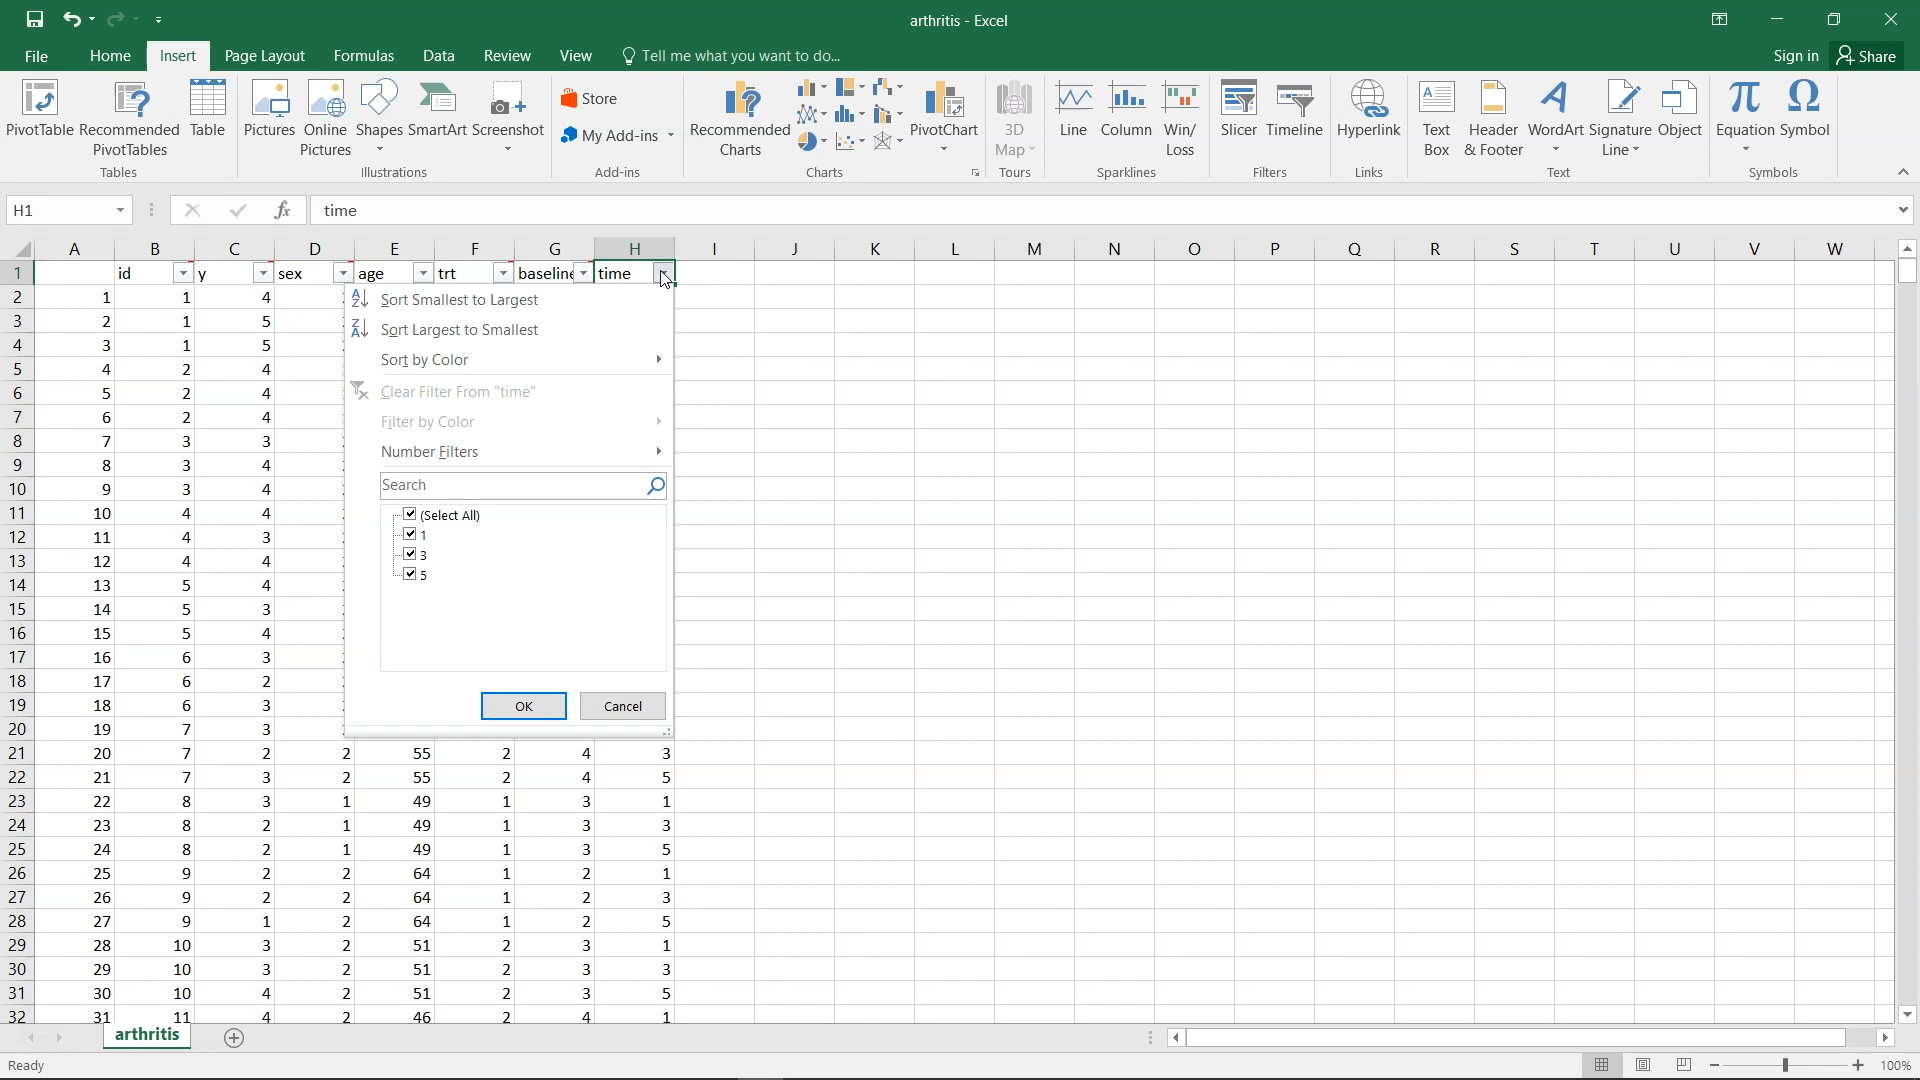 arthritis - Excel
File Home Insert Page Layout Formulas Data Review View Tell me what you want to do... Sign in Share
PivotTable Recommended PivotTables Table Pictures Online Pictures Shapes SmartArt Screenshot Store My Add-ins Recommended Charts PivotChart 3D Map Line Column Win/ Loss Slicer Timeline Hyperlink Text Box Header & Footer WordArt Signature Line Object Equation Symbol
Tables Illustrations Add-ins Charts Tours Sparklines Filters Links Text Symbols
H1 fx time
A B C D E F G H I J K L M N O P Q R S T U V W
1 id y sex age trt baseline time
2 1 1 4
3 2 1 5
4 3 1 5
5 4 2 4
6 5 2 4
7 6 2 4
8 7 3 3
9 8 3 4
10 9 3 4
11 10 4 4
12 11 4 3
13 12 4 4
14 13 5 4
15 14 5 3
16 15 5 4
17 16 6 3
18 17 6 2
19 18 6 3
20 19 7 3
Sort Smallest to Largest
Sort Largest to Smallest
Sort by Color
Clear Filter From "time"
Filter by Color
Number Filters
Search
(Select All)
1
3
5
OK Cancel
21 20 7 2 2 55 2 4 3
22 21 7 3 2 55 2 4 5
23 22 8 3 1 49 1 3 1
24 23 8 2 1 49 1 3 3
25 24 8 2 1 49 1 3 5
26 25 9 2 2 64 1 2 1
27 26 9 2 2 64 1 2 3
28 27 9 1 2 64 1 2 5
29 28 10 3 2 51 2 3 1
30 29 10 3 2 51 2 3 3
31 30 10 4 2 51 2 3 5
32 31 11 4 2 46 2 4 1
arthritis
Ready 100%